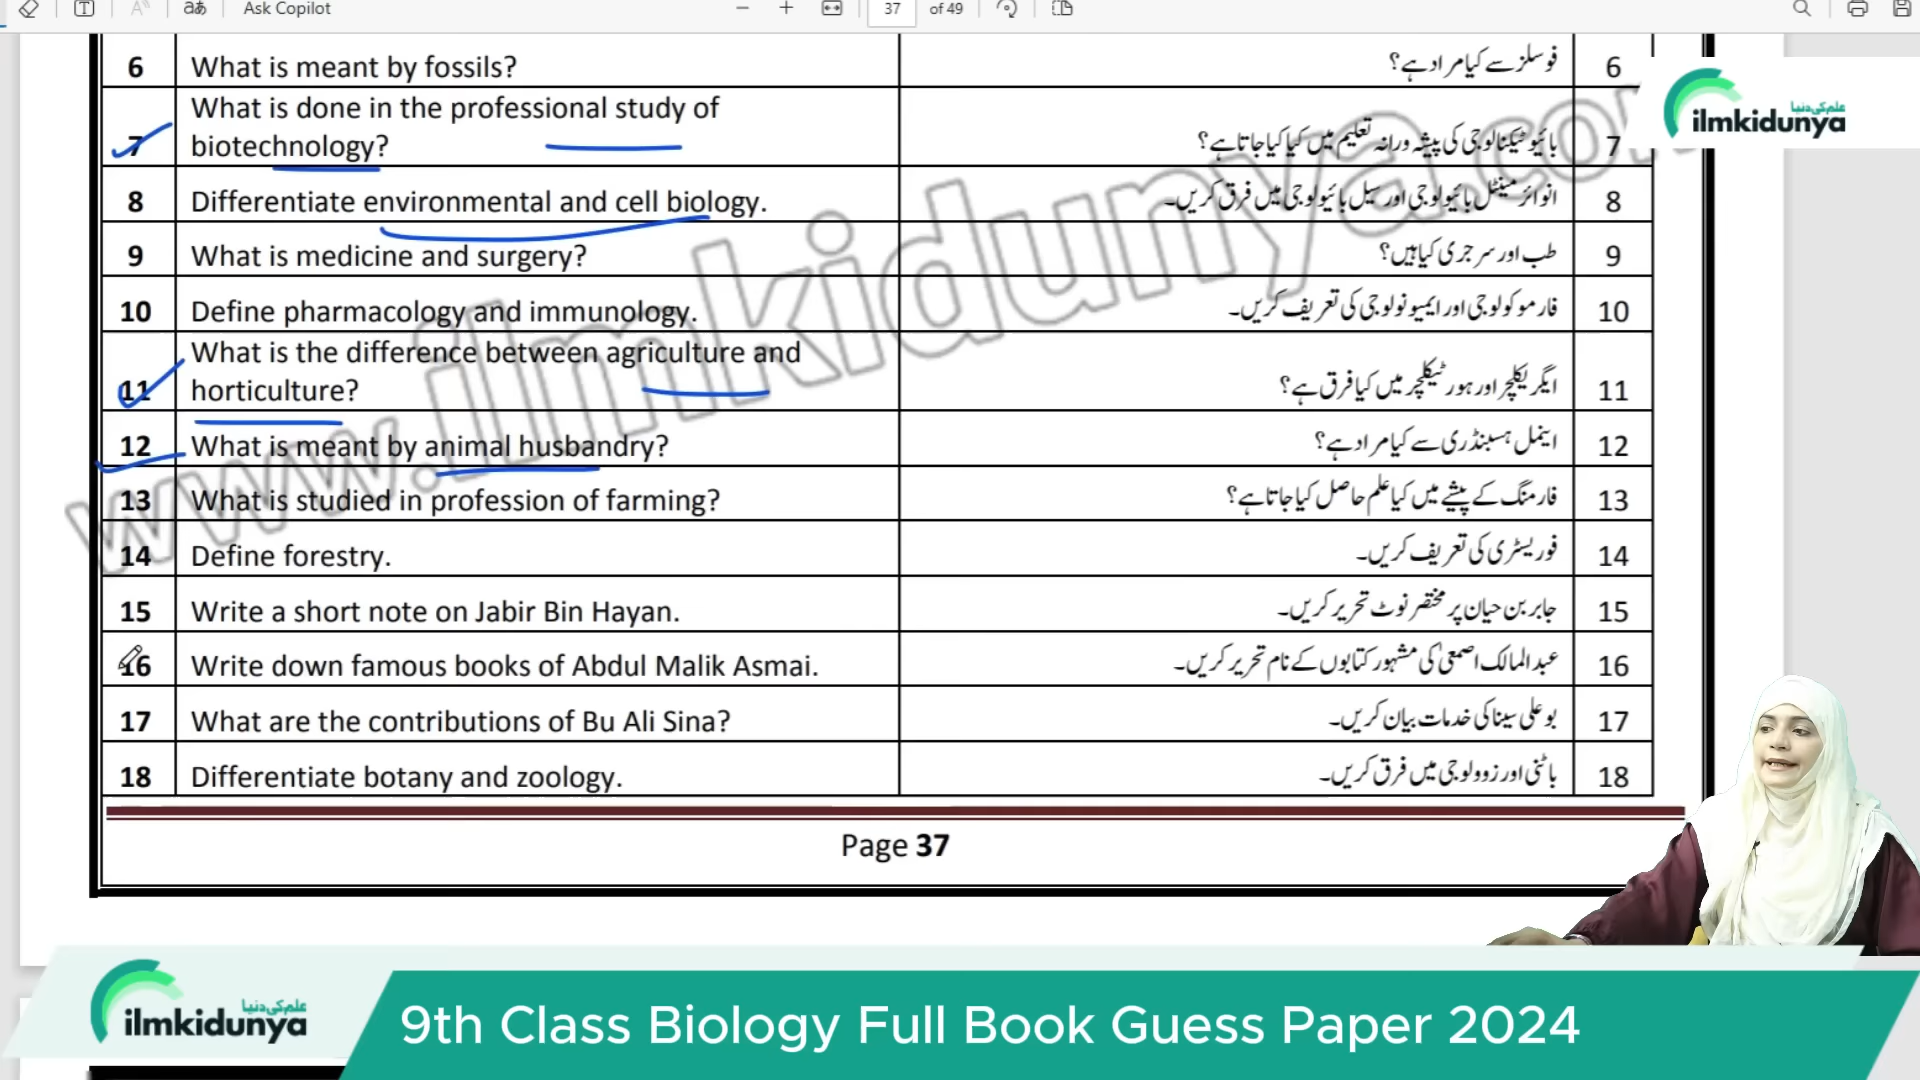 Ask Copilot
37 of 49
6 What is meant by fossils? فوسلز سے کیا مراد ہے؟ 6
What is done in the professional study of
7 biotechnology? بائیوٹیکنالوجی کی پیشہ ورانہ تعلیم میں کیا کیا جاتا ہے؟ 7
8 Differentiate environmental and cell biology. انوائرمینٹل بائیولوجی اور سیل بائیولوجی میں فرق کریں۔ 8
9 What is medicine and surgery? طب اور سرجری کیا ہیں؟ 9
10 Define pharmacology and immunology. فارموکولوجی اور ایمیونولوجی کی تعریف کریں۔ 10
What is the difference between agriculture and
11 horticulture? ایگریکلچر اور ہورٹیکلچر میں کیا فرق ہے؟ 11
12 What is meant by animal husbandry? اینمل ہسبنڈری سے کیا مراد ہے؟ 12
13 What is studied in profession of farming? فارمنگ کے پیشے میں کیا علم حاصل کیا جاتا ہے؟ 13
14 Define forestry. فوریسٹری کی تعریف کریں۔ 14
15 Write a short note on Jabir Bin Hayan. جابر بن حیان پر مختصر نوٹ تحریر کریں۔ 15
16 Write down famous books of Abdul Malik Asmai. عبدالمالک اصمعی کی مشہور کتابوں کے نام تحریر کریں۔ 16
17 What are the contributions of Bu Ali Sina? بوعلی سینا کی خدمات بیان کریں۔ 17
18 Differentiate botany and zoology. باٹنی اور زوولوجی میں فرق کریں۔ 18
Page 37
www.ilmkidunya.com
علم کی دنیا
ilmkidunya
علم کی دنیا
ilmkidunya
9th Class Biology Full Book Guess Paper 2024